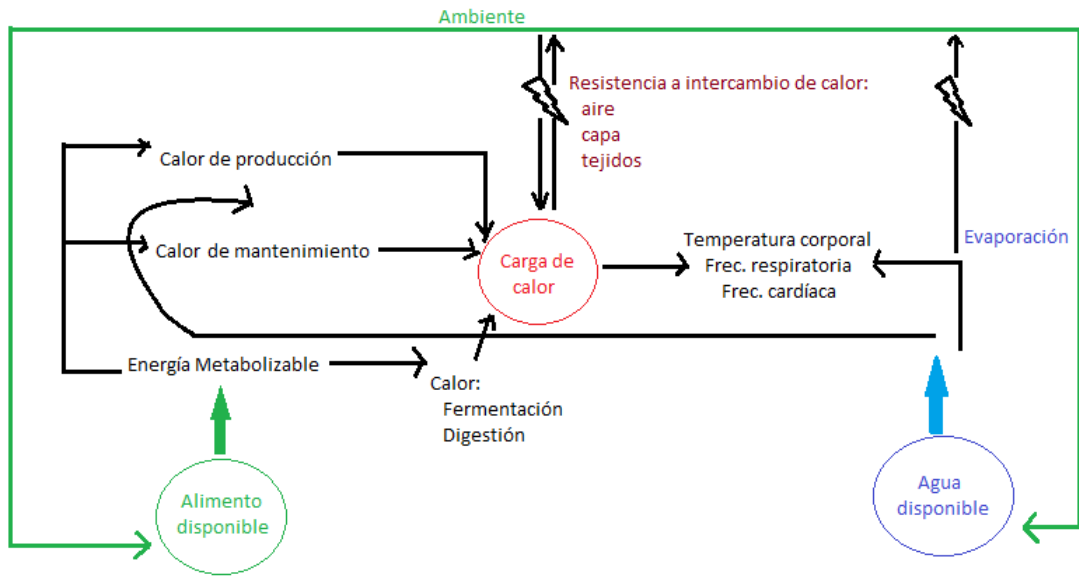 Ambiente
Resistencia a intercambio de calor:
aire
capa
tejidos
Calor de producción
Calor de mantenimiento
Carga de
calor
Temperatura corporal
Frec. respiratoria
Frec. cardíaca
Evaporación
Energía Metabolizable
Calor:
Fermentación
Digestión
Alimento
disponible
Agua
disponible